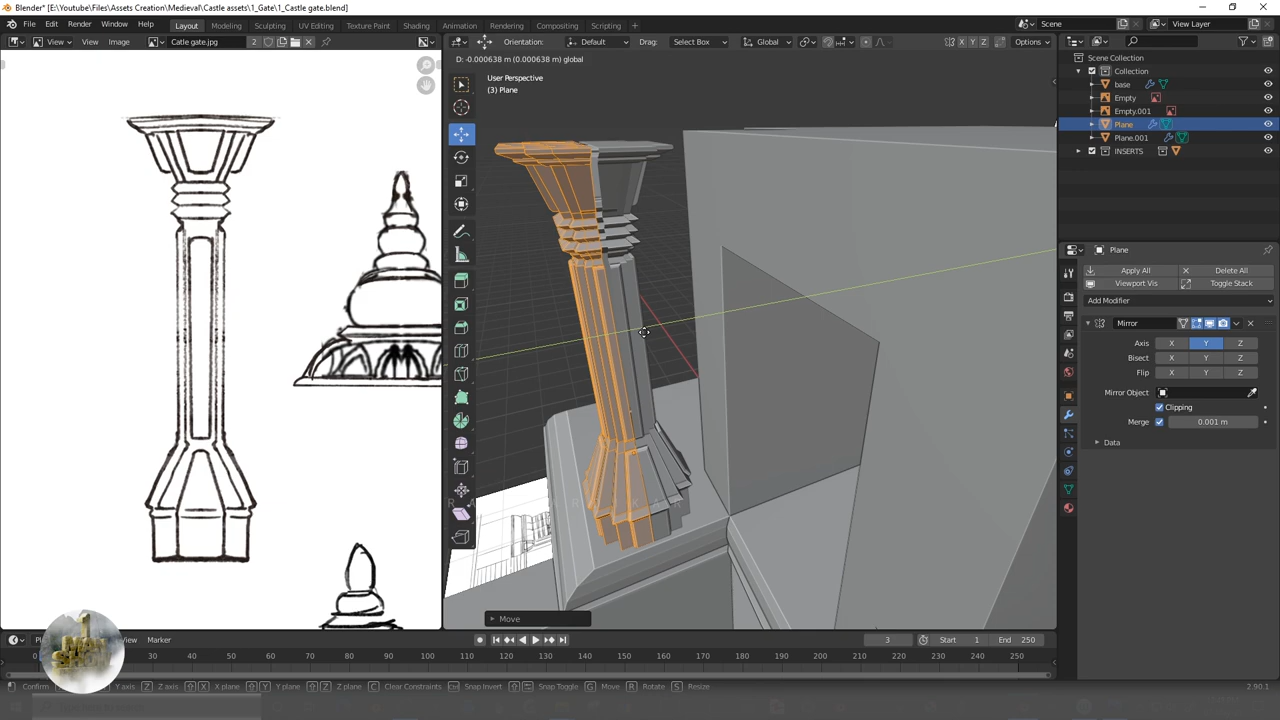 Blender* [E:\Youtube\Files\Assets Creation\Medieval\Castle assets\1_Gate\1_Castle gate.blend]
File Edit Render Window Help Layout Modeling Sculpting UV Editing Texture Paint Shading Animation Rendering Compositing Scripting Scene View Layer
View View Image Catle gate.jpg 2 Orientation: Default Drag: Select Box Global X Y Z Options
D: -0.000638 m (0.000638 m) global
User Perspective
(3) Plane
Scene Collection
Collection
base
Empty
Empty.001
Plane
Plane.001
INSERTS
Plane
Apply All Delete All
Viewport Vis Toggle Stack
Add Modifier
Mirror
Axis X Y Z
Bisect X Y Z
Flip X Y Z
Mirror Object
Clipping
Merge 0.001 m
Data
Move
View Marker 3 Start 1 End 250
0 30 40 50 60 70 80 90 100 110 120 130 140 150 160 170 180 190 200 210 220 230 240 250
Confirm Y axis Z Z axis X X plane Y Y plane Z Z plane C Clear Constraints Snap Invert Snap Toggle G Move R Rotate S Resize 2.90.1